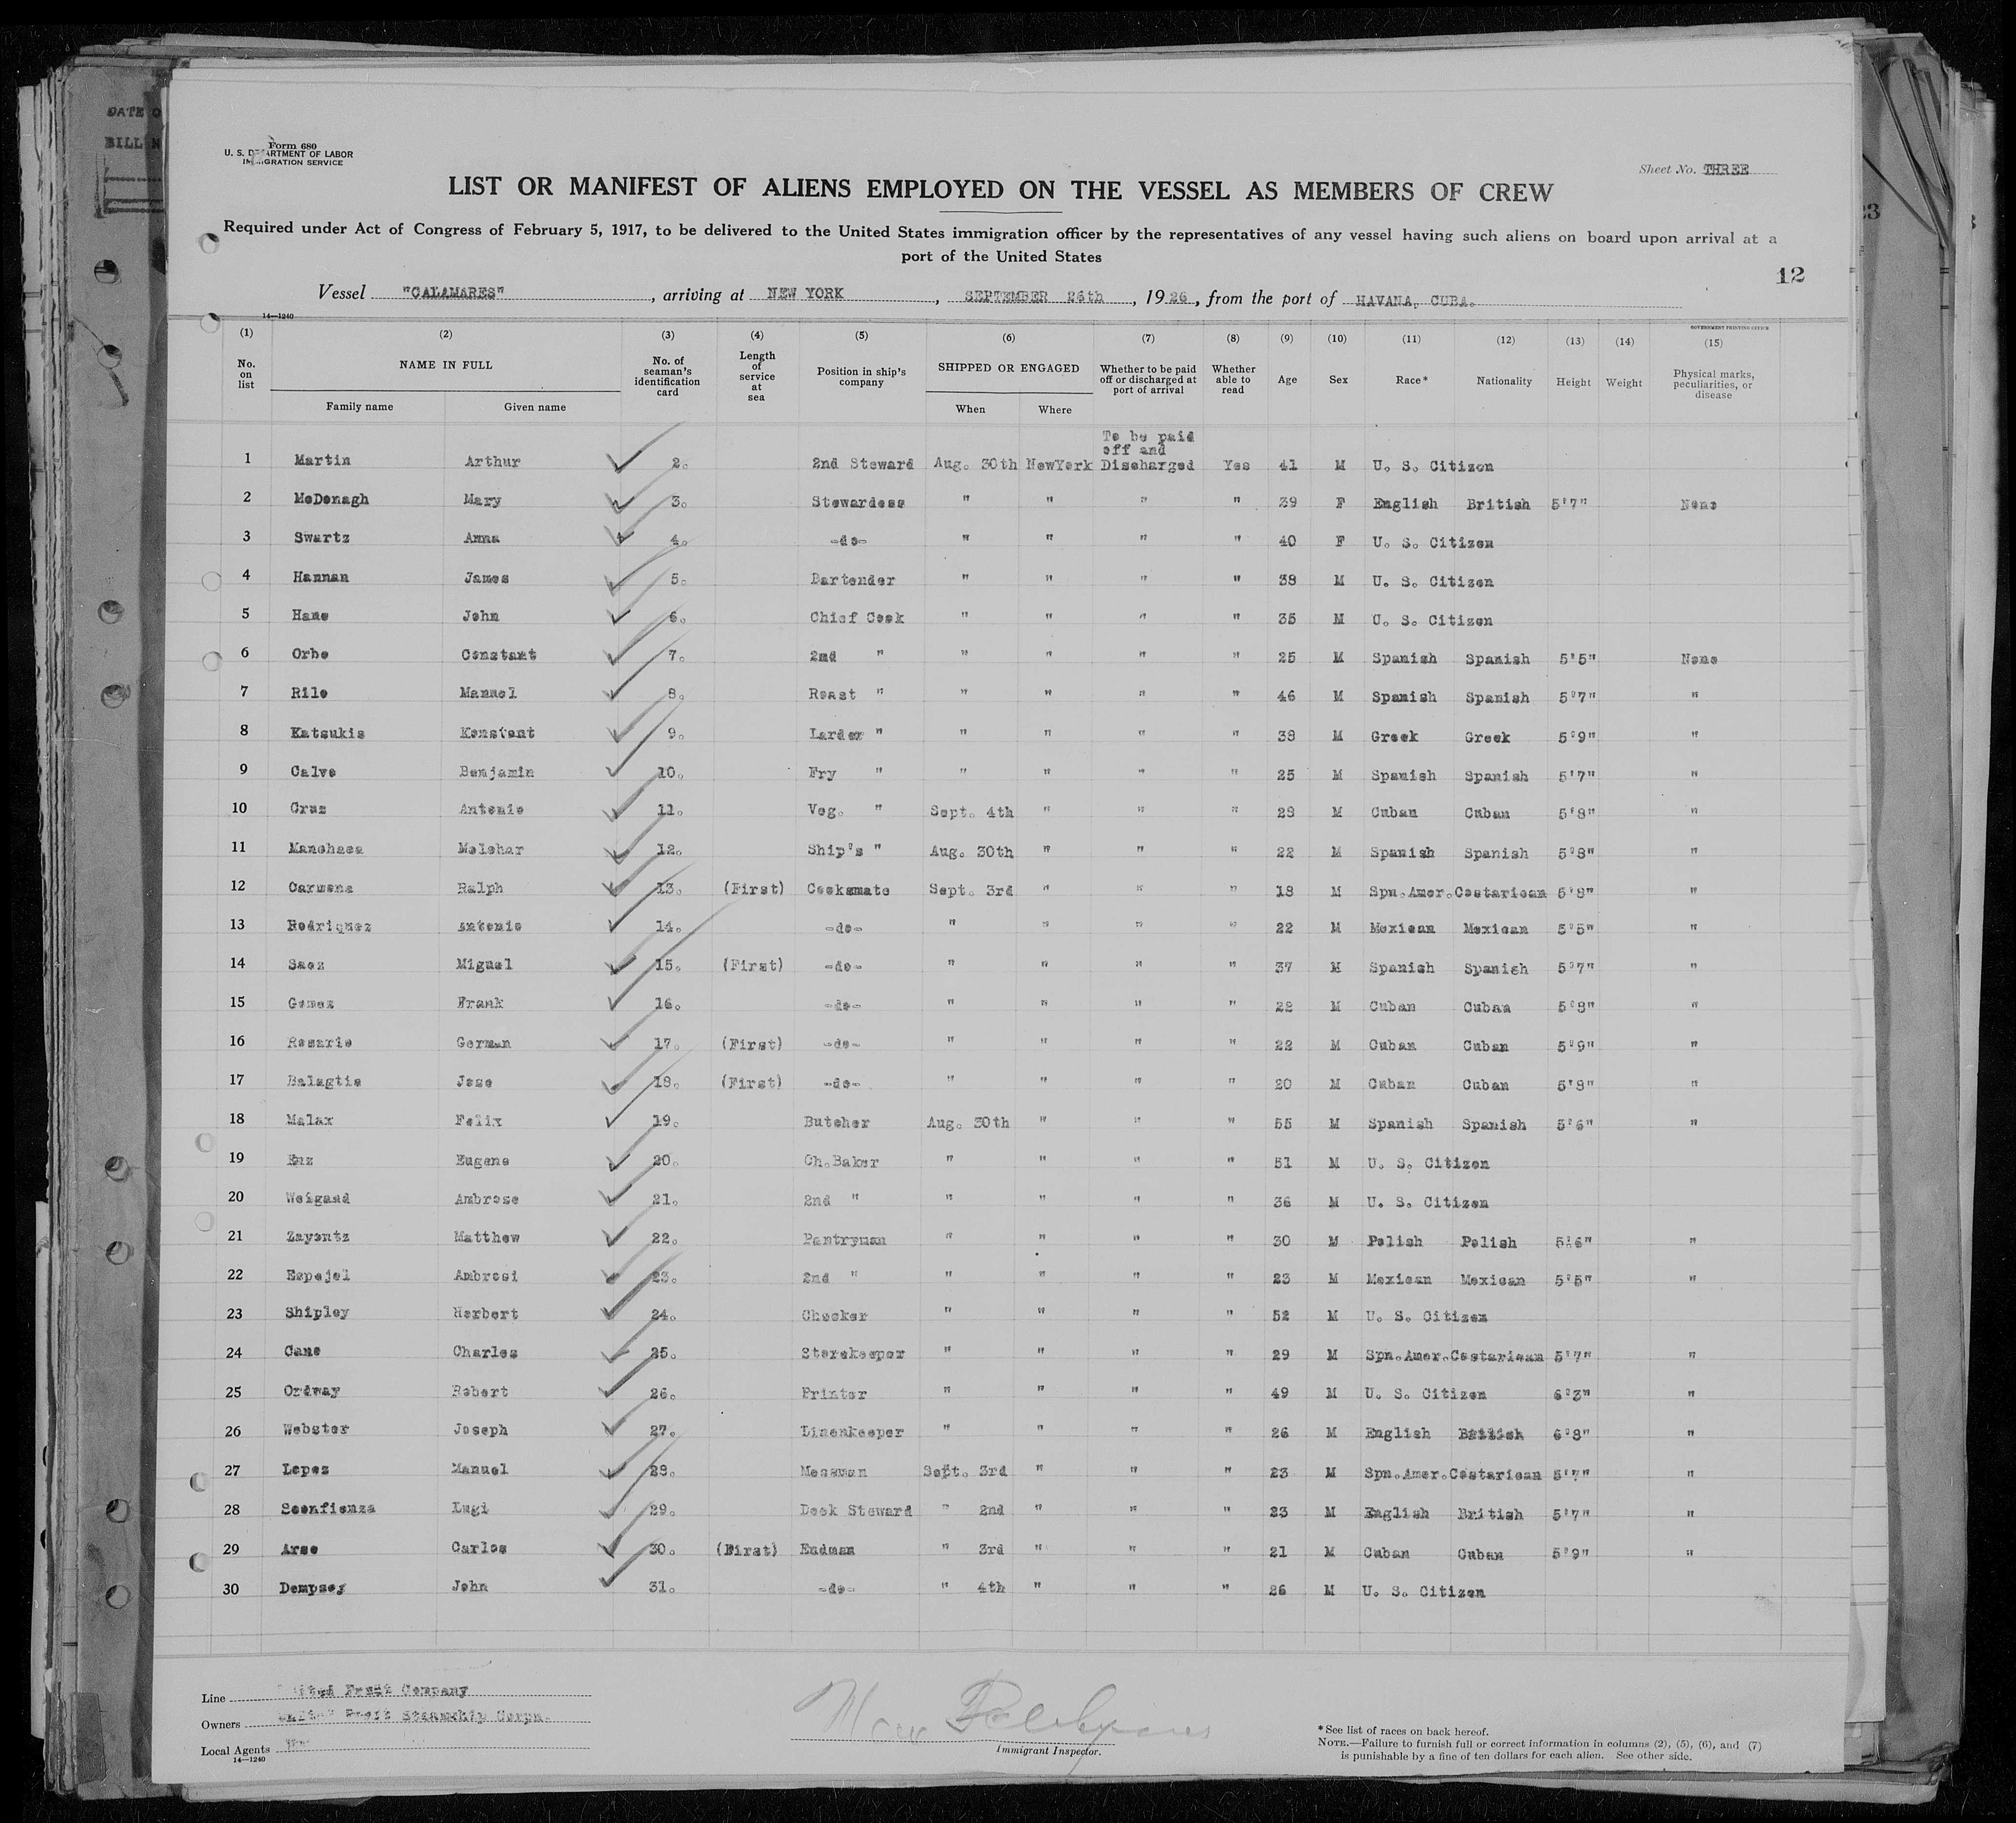 DATE O
BILL N
Form 680
U. S. DEPARTMENT OF LABOR
IMMIGRATION SERVICE
Sheet No. THREE
LIST OR MANIFEST OF ALIENS EMPLOYED ON THE VESSEL AS MEMBERS OF CREW
Required under Act of Congress of February 5, 1917, to be delivered to the United States immigration officer by the representatives of any vessel having such aliens on board upon arrival at a
port of the United States
12
Vessel "CALAMARES", arriving at NEW YORK, SEPTEMBER 26th, 1926, from the port of HAVANA, CUBA.
14—1240
GOVERNMENT PRINTING OFFICE
(1) (2) (3) (4) (5) (6) (7) (8) (9) (10) (11) (12) (13) (14) (15)
No. on list NAME IN FULL Family name Given name No. of seaman's identification card Length of service at sea Position in ship's company SHIPPED OR ENGAGED When Where Whether to be paid off or discharged at port of arrival Whether able to read Age Sex Race* Nationality Height Weight Physical marks, peculiarities, or disease
To be paid
off and
1 Martin Arthur 2. 2nd Steward Aug. 30th NewYork Discharged Yes 41 M U. S. Citizen
2 McDonagh Mary 3. Stewardess " " " " 39 F English British 5'7" None
3 Swartz Anna 4. -do- " " " " 40 F U. S. Citizen
4 Hannan James 5. Bartender " " " " 38 M U. S. Citizen
5 Hane John 6. Chief Cook " " " " 35 M U. S. Citizen
6 Orbe Constant 7. 2nd " " " " " 25 M Spanish Spanish 5'5" None
7 Rilo Manuel 8. Roast " " " " " 46 M Spanish Spanish 5'7" "
8 Katsukis Konstant 9. Larder " " " " " 38 M Greek Greek 5'9" "
9 Calvo Benjamin 10. Fry " " " " " 25 M Spanish Spanish 5'7" "
10 Cruz Antonio 11. Veg. " Sept. 4th " " " 28 M Cuban Cuban 5'8" "
11 Manchaca Melchar 12. Ship's " Aug. 30th " " " 22 M Spanish Spanish 5'8" "
12 Carmona Ralph 13. (First) Cooksmate Sept. 3rd " " " 18 M Spn.Amer.Costarican 5'8" "
13 Rodriquez Antonio 14. -do- " " " " 22 M Mexican Mexican 5'5" "
14 Saez Miguel 15. (First) -do- " " " " 37 M Spanish Spanish 5'7" "
15 Gomez Frank 16. -do- " " " " 22 M Cuban Cuban 5'8" "
16 Rosario German 17. (First) -do- " " " " 22 M Cuban Cuban 5'9" "
17 Balagtis Jose 18. (First) -do- " " " " 20 M Cuban Cuban 5'8" "
18 Malax Felix 19. Butcher Aug. 30th " " " 55 M Spanish Spanish 5'6" "
19 Enz Eugene 20. Ch.Baker " " " " 51 M U. S. Citizen
20 Weigand Ambrose 21. 2nd " " " " " 36 M U. S. Citizen
21 Zayontz Matthew 22. Pantryman " " " " 30 M Polish Polish 5'6" "
22 Espejel Ambrosi 23. 2nd " " " " " 23 M Mexican Mexican 5'5" "
23 Shipley Herbert 24. Checker " " " " 52 M U. S. Citizen
24 Cano Charles 25. Storekeeper " " " " 29 M Spn.Amer.Costarican 5'7" "
25 Ordway Robert 26. Printer " " " " 49 M U. S. Citizen 6'3" "
26 Webster Joseph 27. Linenkeeper " " " " 26 M English British 6'8" "
27 Lopez Manuel 28. Messman Sept. 3rd " " " 23 M Spn.Amer.Costarican 5'7" "
28 Sconfienza Lugi 29. Deck Steward " 2nd " " " 23 M English British 5'7" "
29 Arso Carlos 30. (First) Endman " 3rd " " " 21 M Cuban Cuban 5'9" "
30 Dempsey John 31. -do- " 4th " " " 26 M U. S. Citizen
Line United Fruit Company
Owners United Fruit Steamship Corpn.
Local Agents
14—1240
Immigrant Inspector.
*See list of races on back hereof.
NOTE.—Failure to furnish full or correct information in columns (2), (5), (6), and (7)
is punishable by a fine of ten dollars for each alien. See other side.